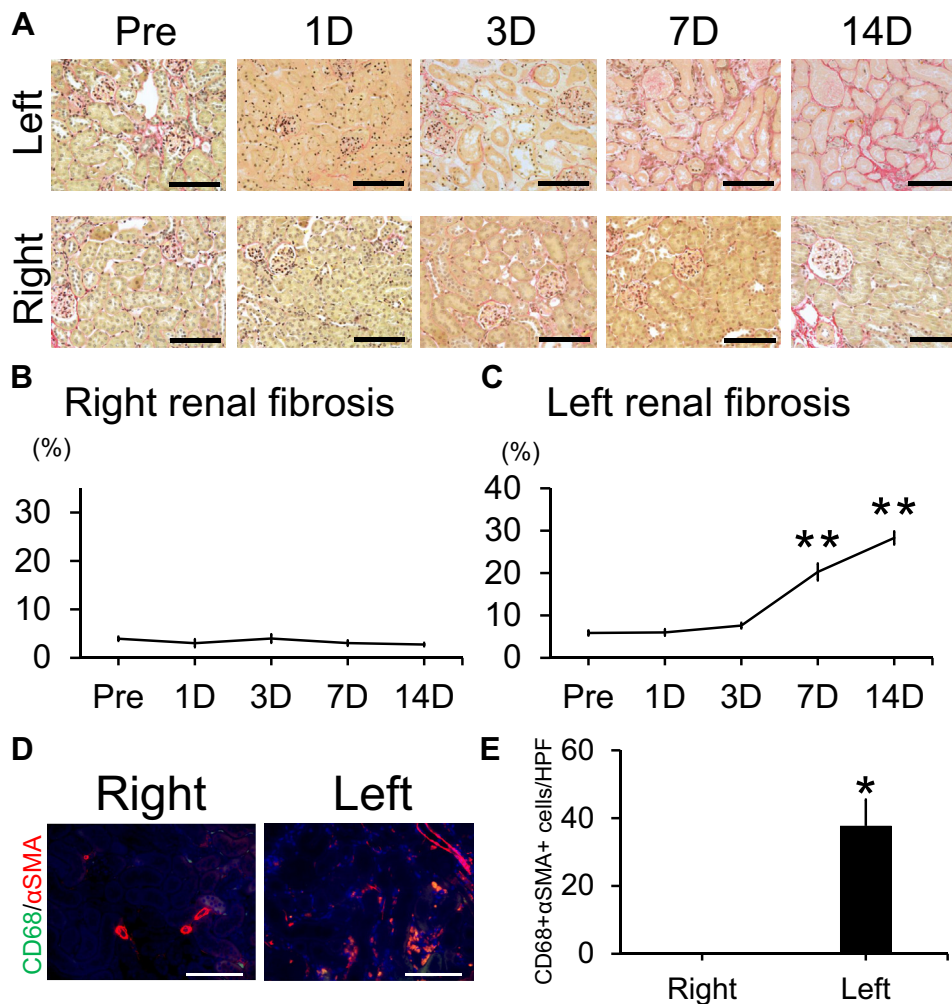 A
Pre 1D 3D 7D 14D
Left
Right
B
Right renal fibrosis
(%)
30
20
10
0
Pre 1D 3D 7D 14D
C
Left renal fibrosis
(%)
40
30
20
10
0
** **
Pre 1D 3D 7D 14D
D
Right Left
CD68/αSMA
E
CD68+αSMA+ cells/HPF
60
40
20
0
*
Right Left